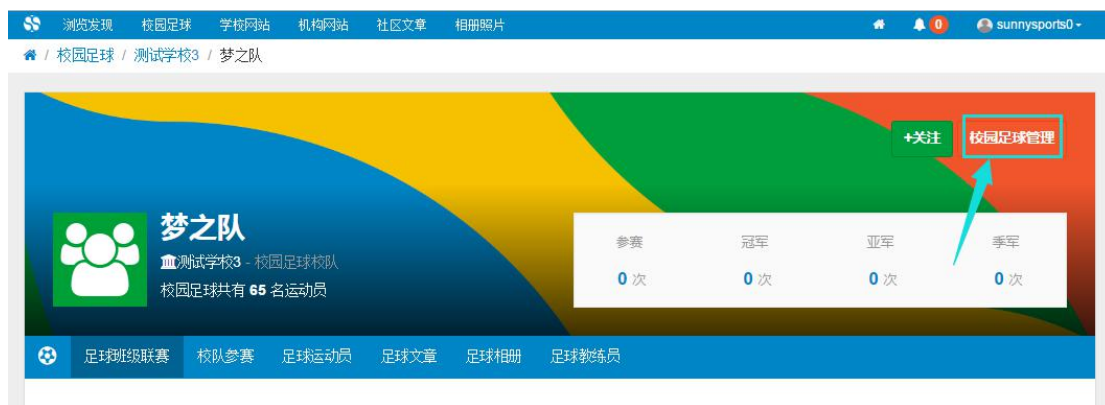 浏览发现 校园足球 学校网站 机构网站 社区文章 相册照片 0 sunnysports0
/ 校园足球 / 测试学校3 / 梦之队
+关注 校园足球管理
梦之队
测试学校3 - 校园足球校队
校园足球共有 65 名运动员
参赛 冠军 亚军 季军
0 次 0 次 0 次 0 次
足球班级联赛 校队参赛 足球运动员 足球文章 足球相册 足球教练员